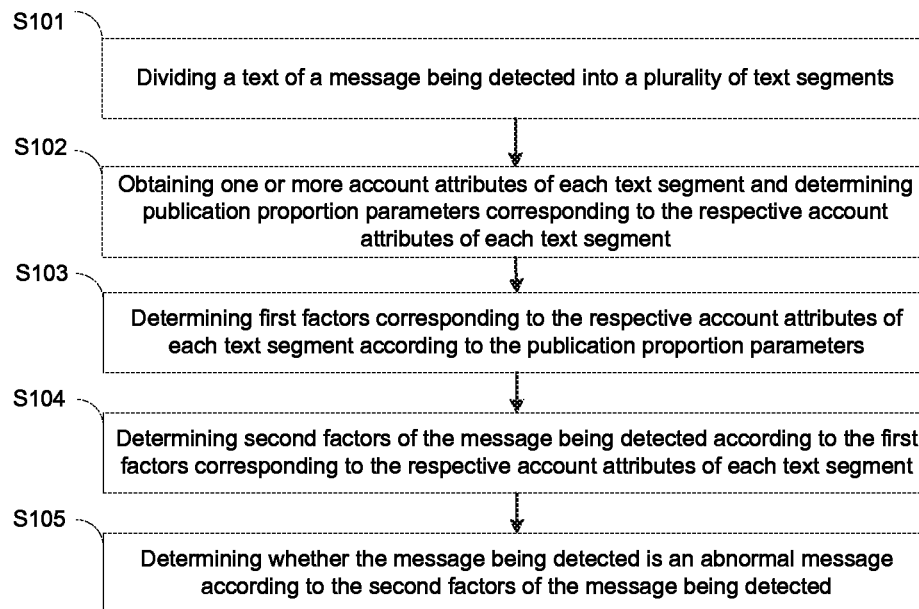 S101
Dividing a text of a message being detected into a plurality of text segments
S102
Obtaining one or more account attributes of each text segment and determining
publication proportion parameters corresponding to the respective account
attributes of each text segment
S103
Determining first factors corresponding to the respective account attributes of
each text segment according to the publication proportion parameters
S104
Determining second factors of the message being detected according to the first
factors corresponding to the respective account attributes of each text segment
S105
Determining whether the message being detected is an abnormal message
according to the second factors of the message being detected